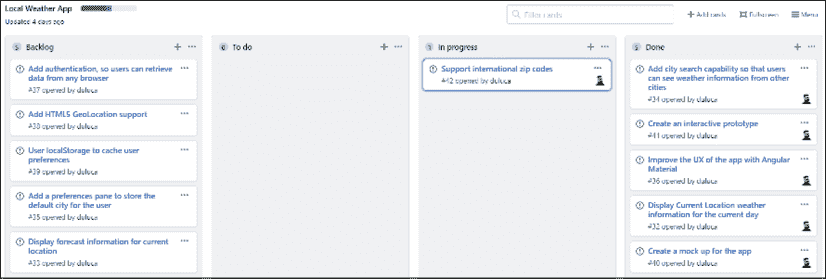 Local Weather App
Updated 4 days ago
Filter cards
Add cards
Fullscreen
Menu
5 Backlog
Add authentication, so users can retrieve
data from any browser
#37 opened by duluca
Add HTML5 GeoLocation support
#38 opened by duluca
User localStorage to cache user
preferences
#39 opened by duluca
Add a preferences pane to store the
default city for the user
#35 opened by duluca
Display forecast information for current
location
#33 opened by duluca
0 To do
1 In progress
Support international zip codes
#42 opened by duluca
5 Done
Add city search capability so that users
can see weather information from other
cities
#34 opened by duluca
Create an interactive prototype
#41 opened by duluca
Improve the UX of the app with Angular
Material
#36 opened by duluca
Display Current Location weather
information for the current day
#32 opened by duluca
Create a mock up for the app
#40 opened by duluca